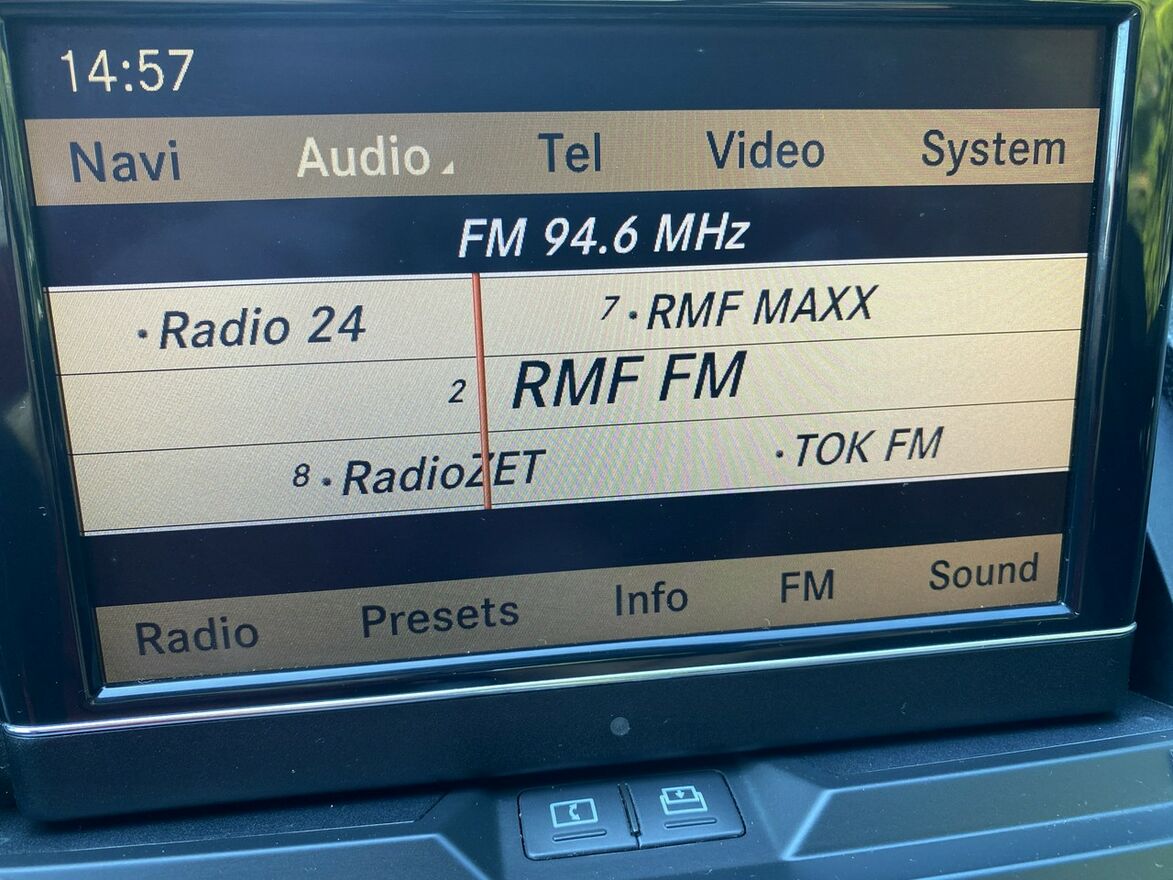 14:57
Navi Audio Tel Video System
FM 94.6 MHz
·Radio 24 7 ·RMF MAXX
2 RMF FM
8 ·RadioZET ·TOK FM
Radio Presets Info FM Sound